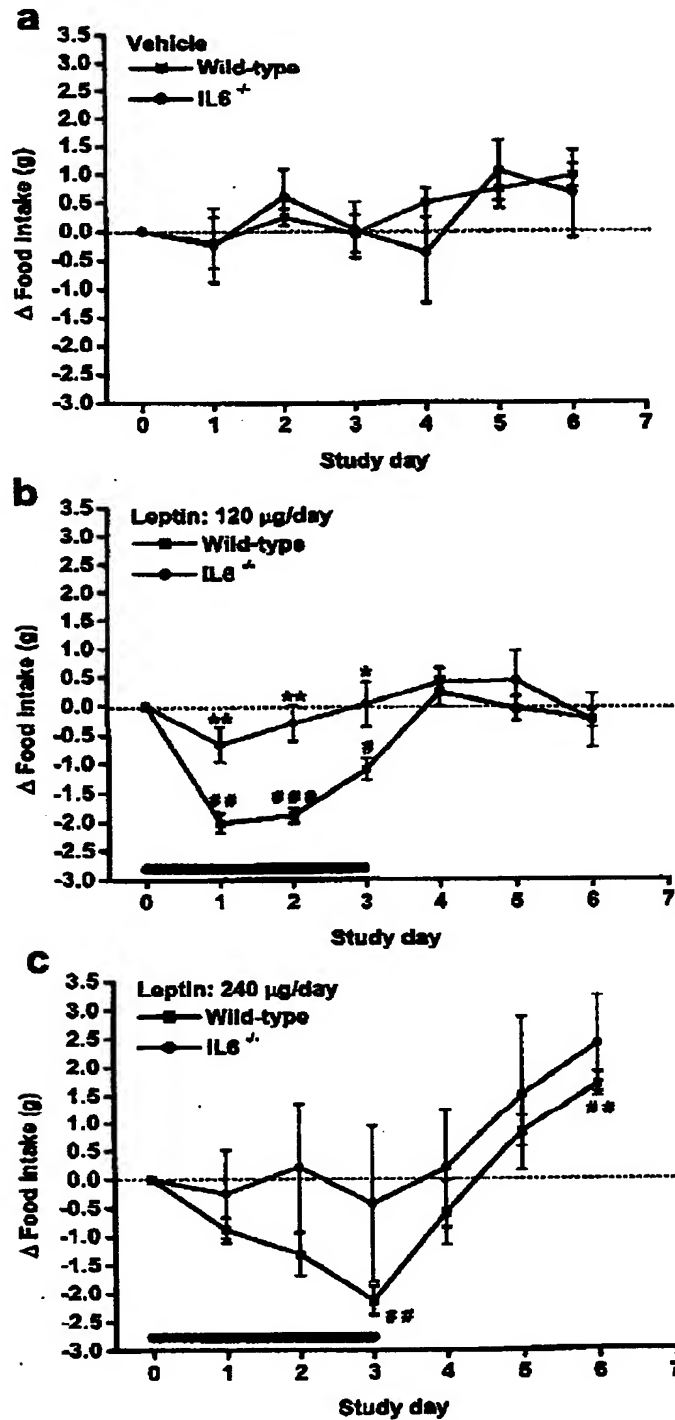 a
3.5
3.0
2.5
2.0
1.5
1.0
0.5
0.0
-0.5
-1.0
-1.5
-2.0
-2.5
-3.0
Δ Food Intake (g)
Vehicle
Wild-type
IL6 -/-
0 1 2 3 4 5 6 7
Study day
b
3.5
3.0
2.5
2.0
1.5
1.0
0.5
0.0
-0.5
-1.0
-1.5
-2.0
-2.5
-3.0
Δ Food Intake (g)
Leptin: 120 µg/day
Wild-type
IL6 -/-
** ** *
## ### #
0 1 2 3 4 5 6 7
Study day
c
3.5
3.0
2.5
2.0
1.5
1.0
0.5
0.0
-0.5
-1.0
-1.5
-2.0
-2.5
-3.0
Δ Food Intake (g)
Leptin: 240 µg/day
Wild-type
IL6 -/-
##
##
0 1 2 3 4 5 6 7
Study day